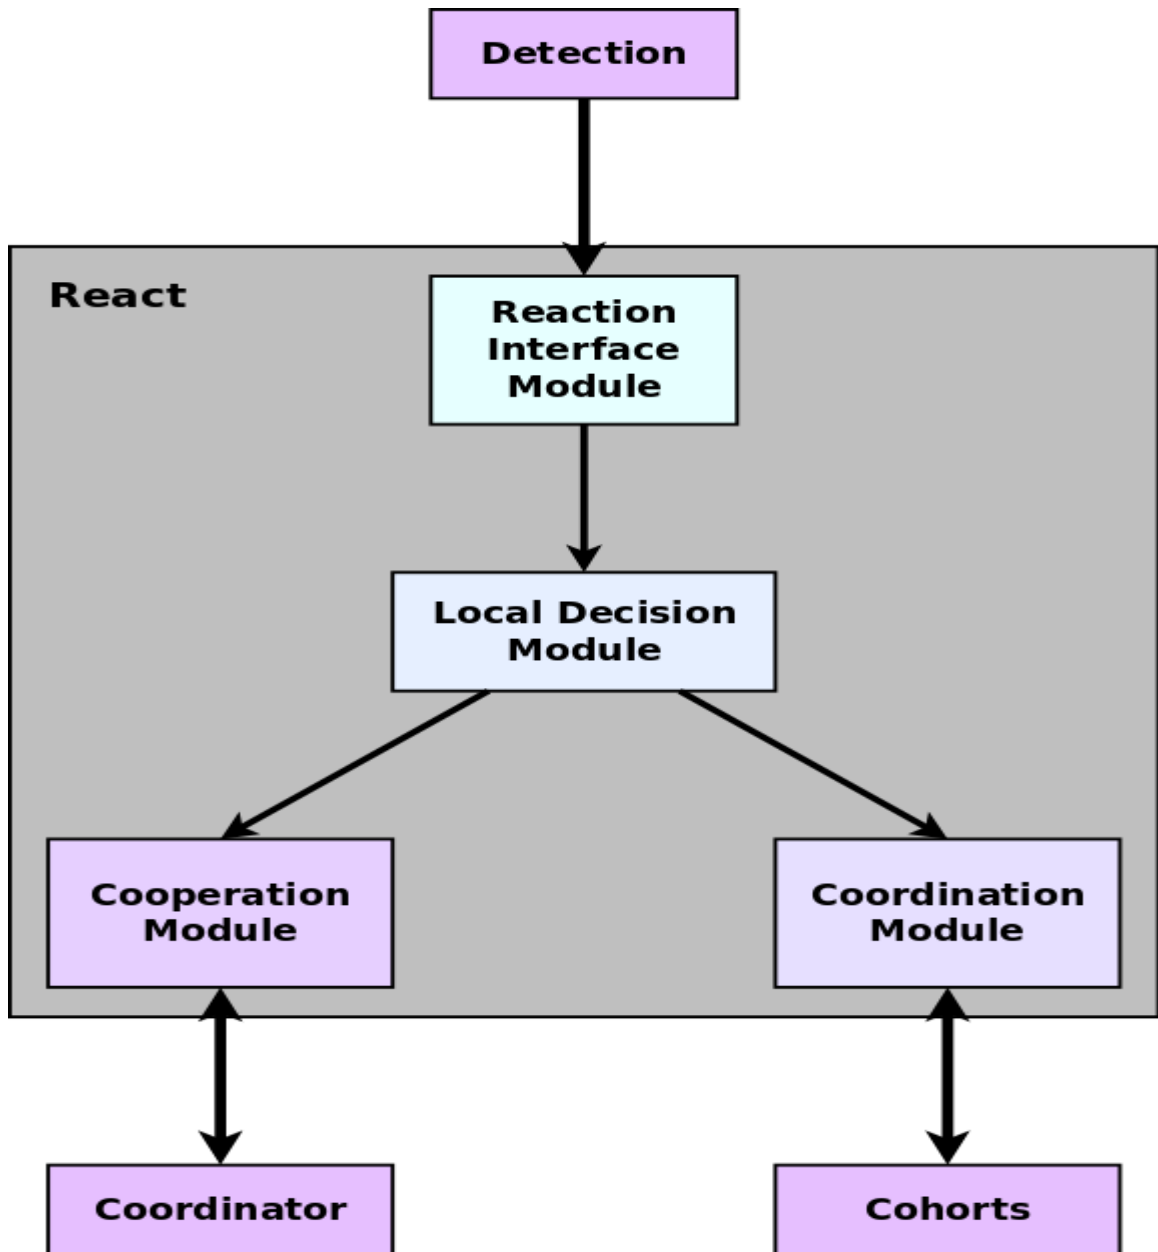 Detection
React
Reaction
Interface
Module
Local Decision
Module
Cooperation
Module
Coordination
Module
Coordinator
Cohorts